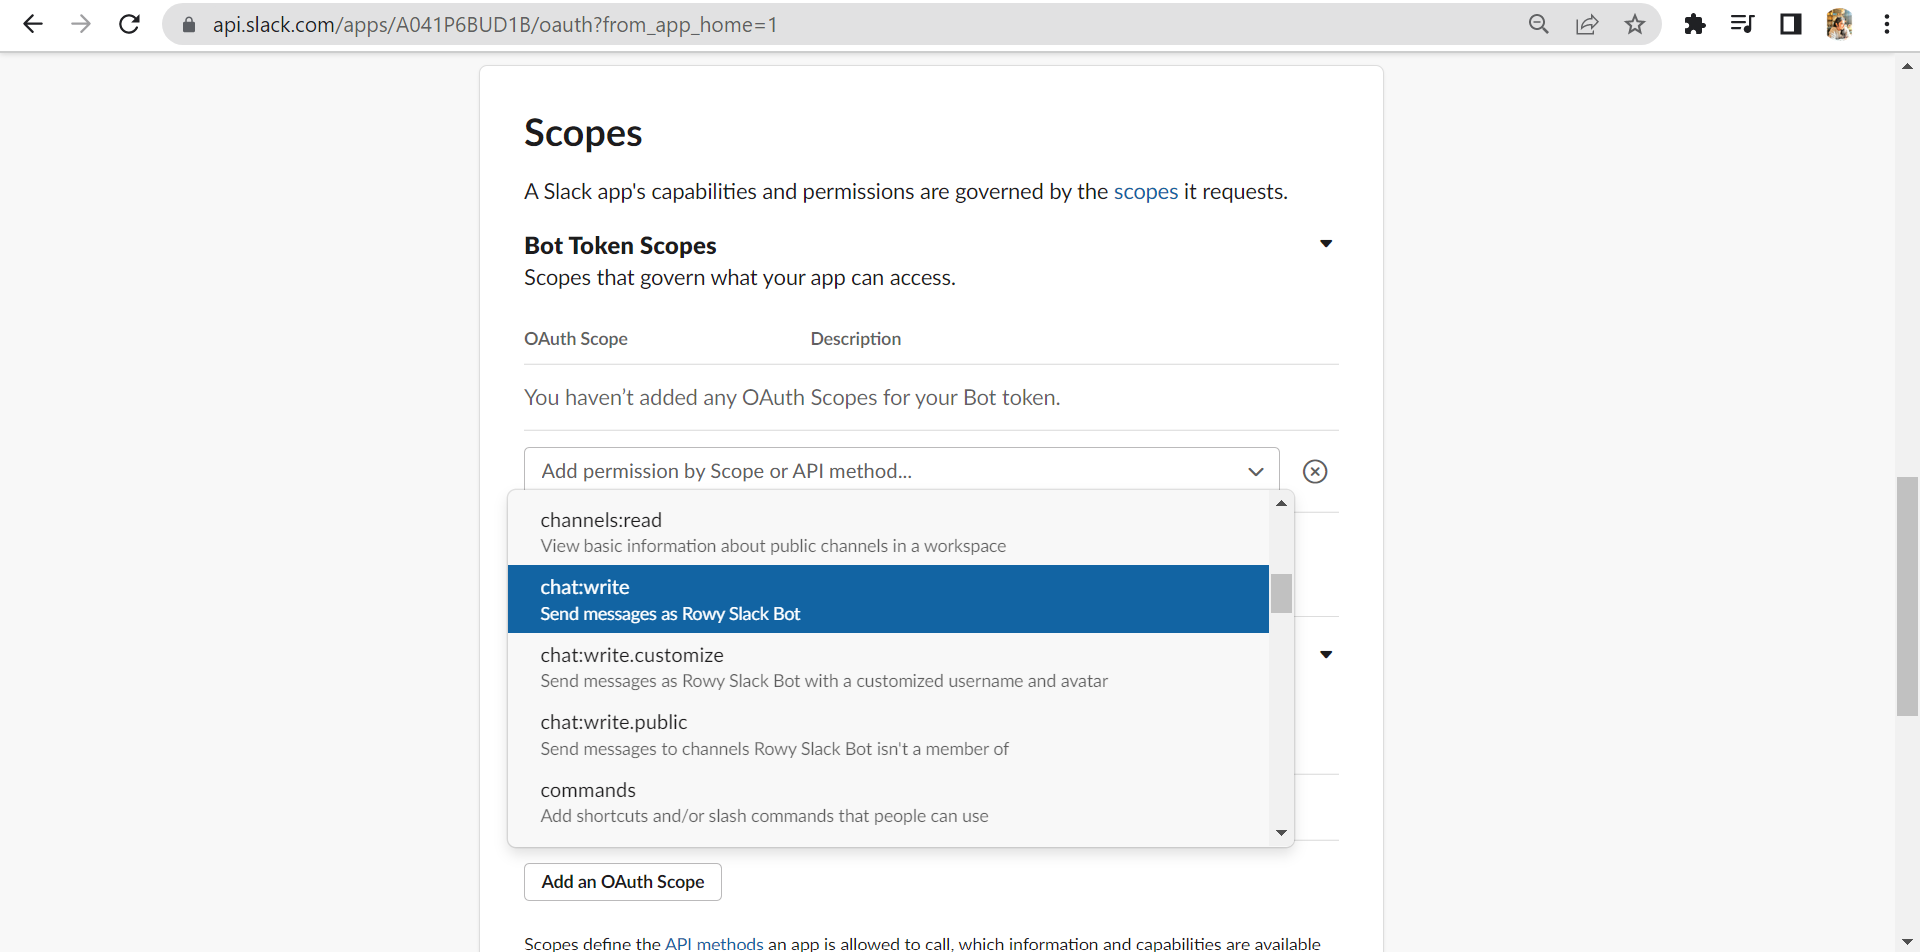 api.slack.com/apps/A041P6BUD1B/oauth?from_app_home=1
Scopes
A Slack app's capabilities and permissions are governed by the scopes it requests.
Bot Token Scopes
Scopes that govern what your app can access.
OAuth Scope Description
You haven’t added any OAuth Scopes for your Bot token.
Add permission by Scope or API method...
channels:read
View basic information about public channels in a workspace
chat:write
Send messages as Rowy Slack Bot
chat:write.customize
Send messages as Rowy Slack Bot with a customized username and avatar
chat:write.public
Send messages to channels Rowy Slack Bot isn't a member of
commands
Add shortcuts and/or slash commands that people can use
Add an OAuth Scope
Scopes define the API methods an app is allowed to call, which information and capabilities are available